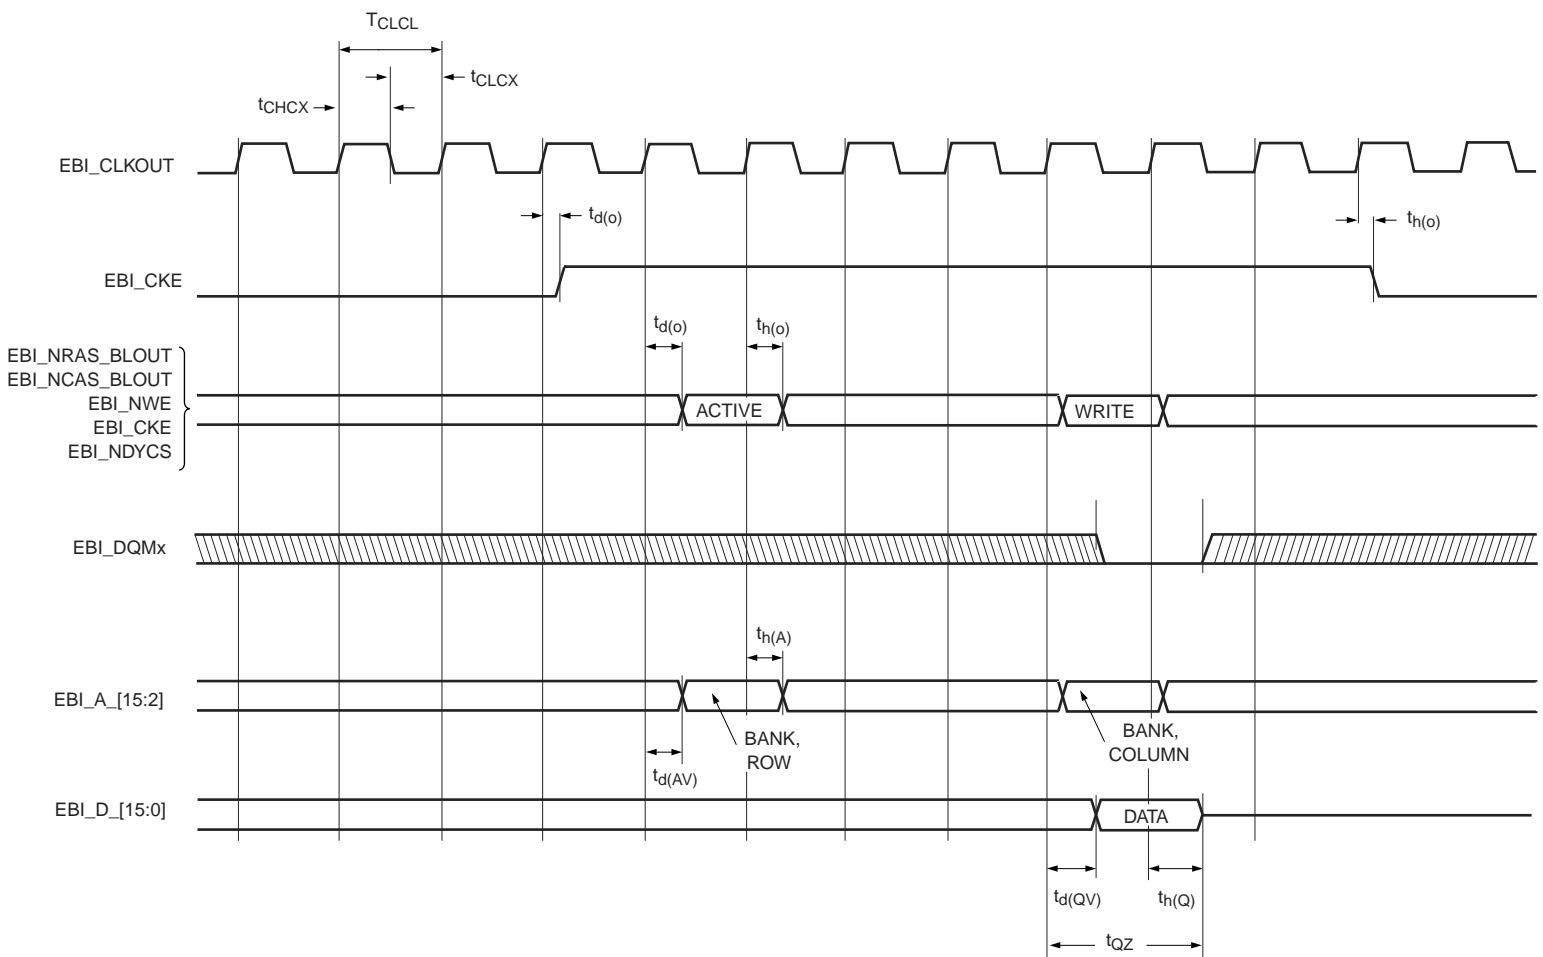 TCLCL
tCLCX
tCHCX
EBI_CLKOUT
td(o)
th(o)
EBI_CKE
td(o)
th(o)
EBI_NRAS_BLOUT
EBI_NCAS_BLOUT
EBI_NWE
EBI_CKE
EBI_NDYCS
ACTIVE
WRITE
EBI_DQMx
th(A)
EBI_A_[15:2]
BANK,
ROW
BANK,
COLUMN
td(AV)
EBI_D_[15:0]
DATA
td(QV)
th(Q)
tQZ